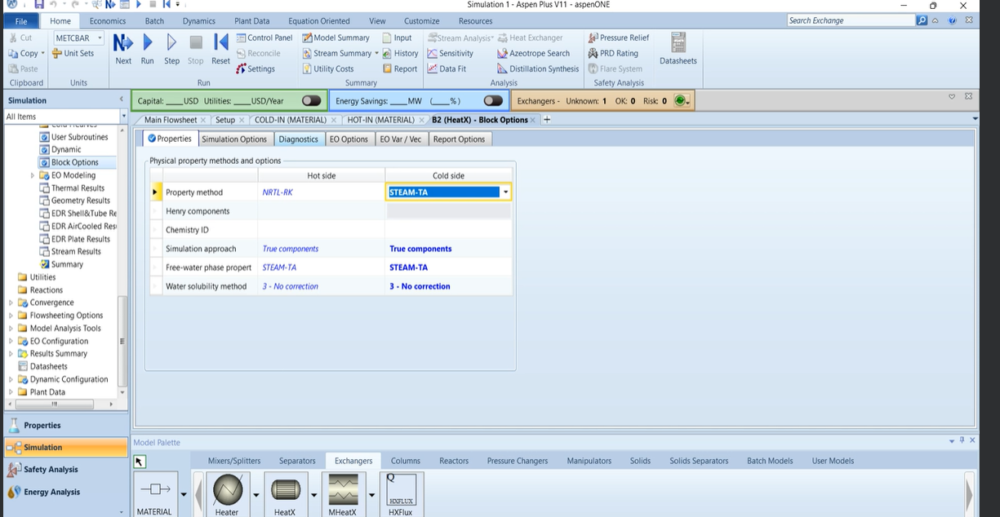 Simulation 1 - Aspen Plus V11 - aspenONE
File Home Economics Batch Dynamics Plant Data Equation Oriented View Customize Resources Search Exchange
Cut METCBAR Control Panel Model Summary Input Stream Analysis Heat Exchanger Pressure Relief
Copy Unit Sets Next Run Step Stop Reset Reconcile Stream Summary History Sensitivity Azeotrope Search PRD Rating Datasheets
Paste Settings Utility Costs Report Data Fit Distillation Synthesis Flare System
Clipboard Units Run Summary Analysis Safety Analysis
Simulation
Capital: ____USD Utilities: ____USD/Year Energy Savings: ____MW (____%) Exchangers - Unknown: 1 OK: 0 Risk: 0
All Items
Main Flowsheet Setup COLD-IN (MATERIAL) HOT-IN (MATERIAL) B2 (HeatX) - Block Options +
User Subroutines
Dynamic
Block Options
EO Modeling
Thermal Results
Geometry Results
EDR Shell&Tube Re
EDR AirCooled Resi
EDR Plate Results
Stream Results
Summary
Utilities
Reactions
Convergence
Flowsheeting Options
Model Analysis Tools
EO Configuration
Results Summary
Datasheets
Dynamic Configuration
Plant Data
Properties
Simulation
Safety Analysis
Energy Analysis
Properties Simulation Options Diagnostics EO Options EO Var / Vec Report Options
Physical property methods and options
Hot side Cold side
Property method NRTL-RK STEAM-TA
Henry components
Chemistry ID
Simulation approach True components True components
Free-water phase propert STEAM-TA STEAM-TA
Water solubility method 3 - No correction 3 - No correction
Model Palette
Mixers/Splitters Separators Exchangers Columns Reactors Pressure Changers Manipulators Solids Solids Separators Batch Models User Models
Q
HXFLUX
MATERIAL Heater HeatX MHeatX HXFlux